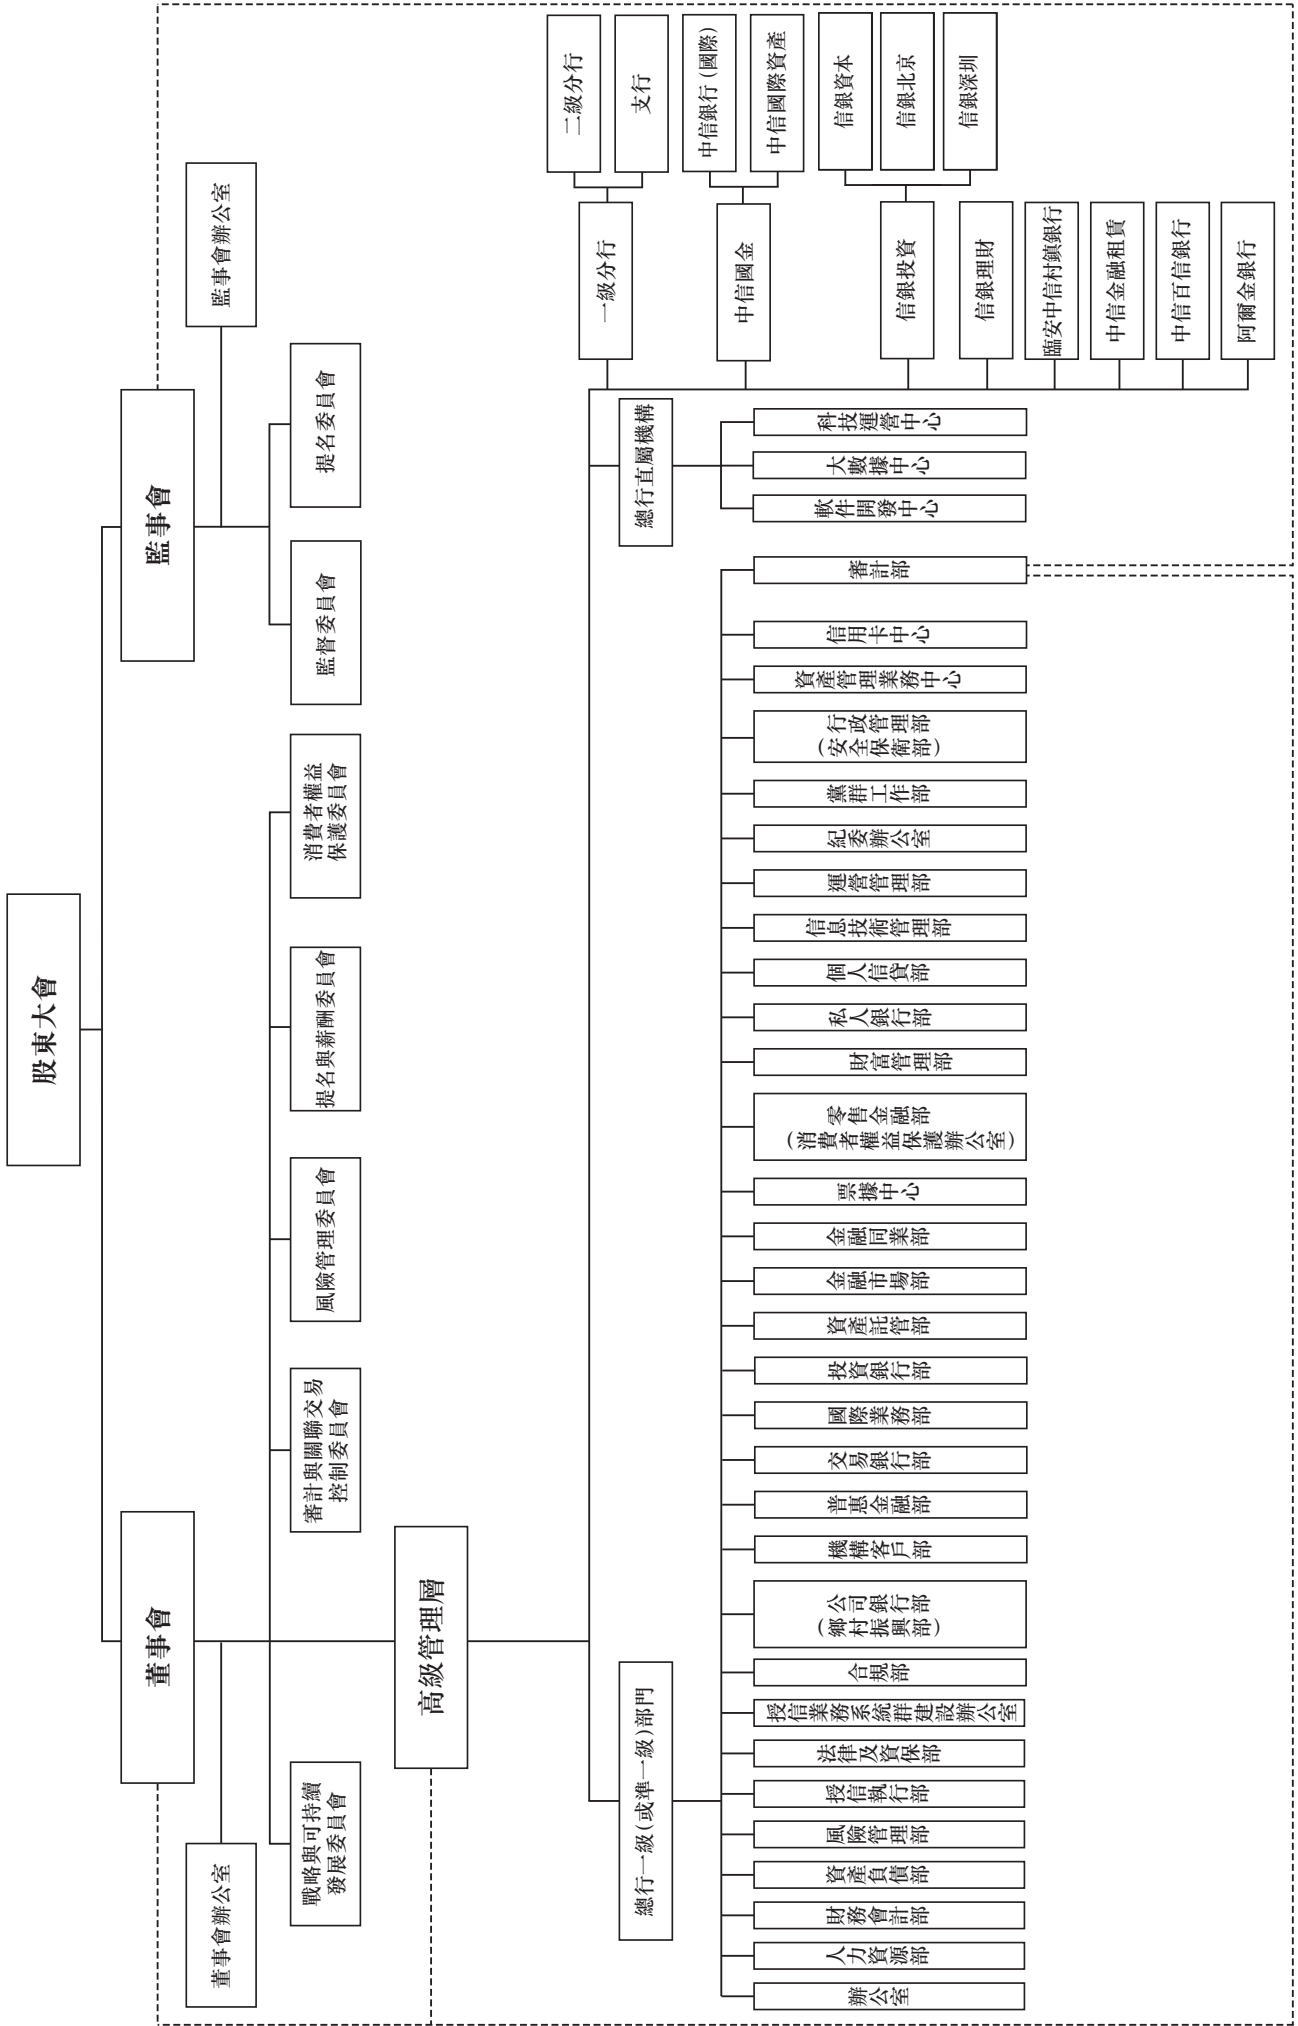 股東大會
董事會
監事會
董事會辦公室
監事會辦公室
戰略與可持續
發展委員會
審計與關聯交易
控制委員會
風險管理委員會
提名與薪酬委員會
消費者權益
保護委員會
監督委員會
提名委員會
高級管理層
總行一級(或準一級)部門
總行直屬機構
辦公室
人力資源部
財務會計部
資產負債部
風險管理部
授信執行部
法律及資保部
授信業務系統群建設辦公室
合規部
公司銀行部
(鄉村振興部)
機構客戶部
普惠金融部
交易銀行部
國際業務部
投資銀行部
資產託管部
金融市場部
金融同業部
票據中心
零售金融部
(消費者權益保護辦公室)
財富管理部
私人銀行部
個人信貸部
信息技術管理部
運營管理部
紀委辦公室
黨群工作部
行政管理部
(安全保衛部)
資產管理業務中心
信用卡中心
審計部
軟件開發中心
大數據中心
科技運營中心
一級分行
中信國金
信銀投資
信銀理財
臨安中信村鎮銀行
中信金融租賃
中信百信銀行
阿爾金銀行
二級分行
支行
中信銀行(國際)
中信國際資產
信銀資本
信銀北京
信銀深圳